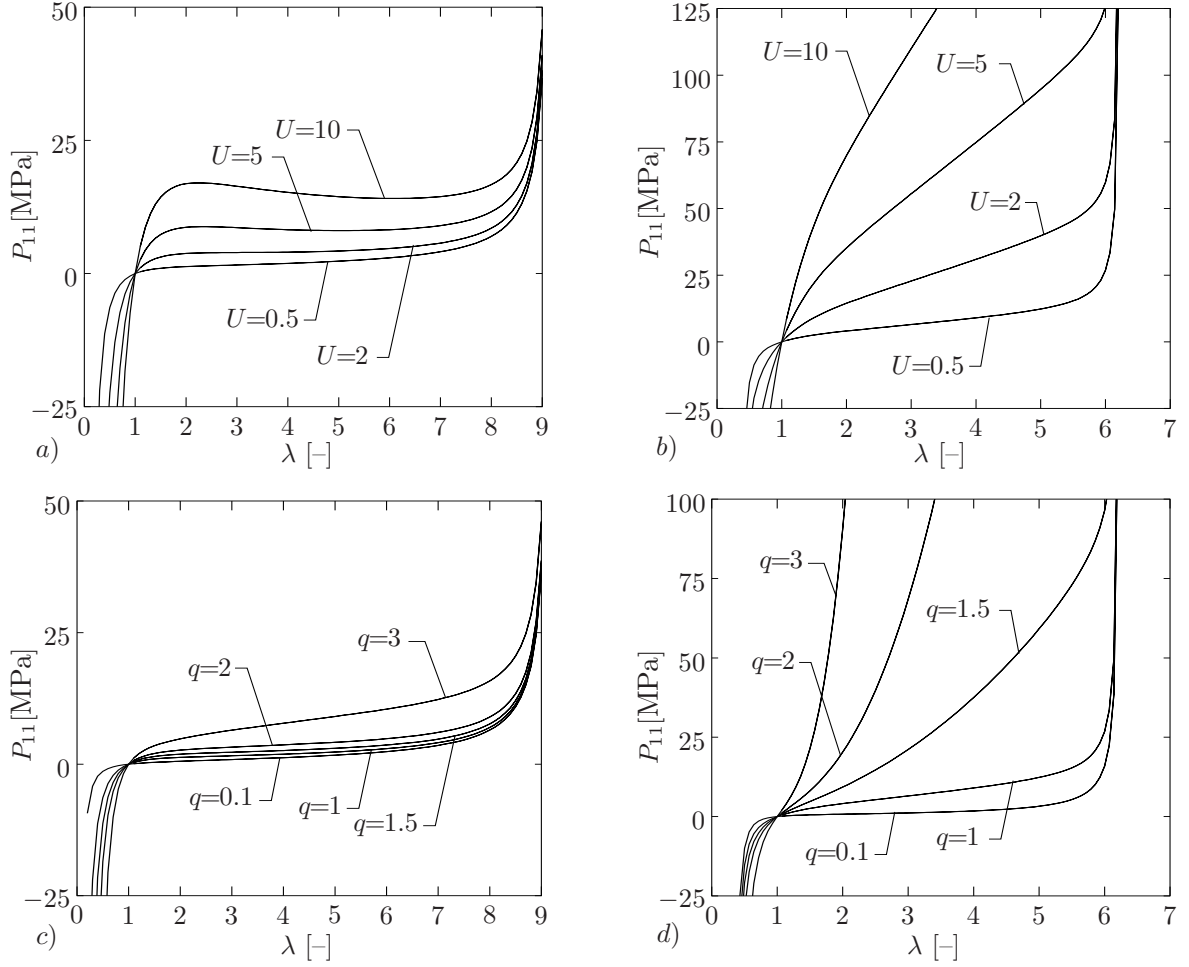 50
25
0
−25
P11[MPa]
U=10
U=5
U=0.5
U=2
0 1 2 3 4 5 6 7 8 9
a)
λ [–]
125
100
75
50
25
0
−25
P11[MPa]
U=10
U=5
U=2
U=0.5
0 1 2 3 4 5 6 7
b)
λ [–]
50
25
0
−25
P11[MPa]
q=3
q=2
q=0.1
q=1
q=1.5
0 1 2 3 4 5 6 7 8 9
c)
λ [–]
100
75
50
25
0
−25
P11[MPa]
q=3
q=1.5
q=2
q=1
q=0.1
0 1 2 3 4 5 6 7
d)
λ [–]